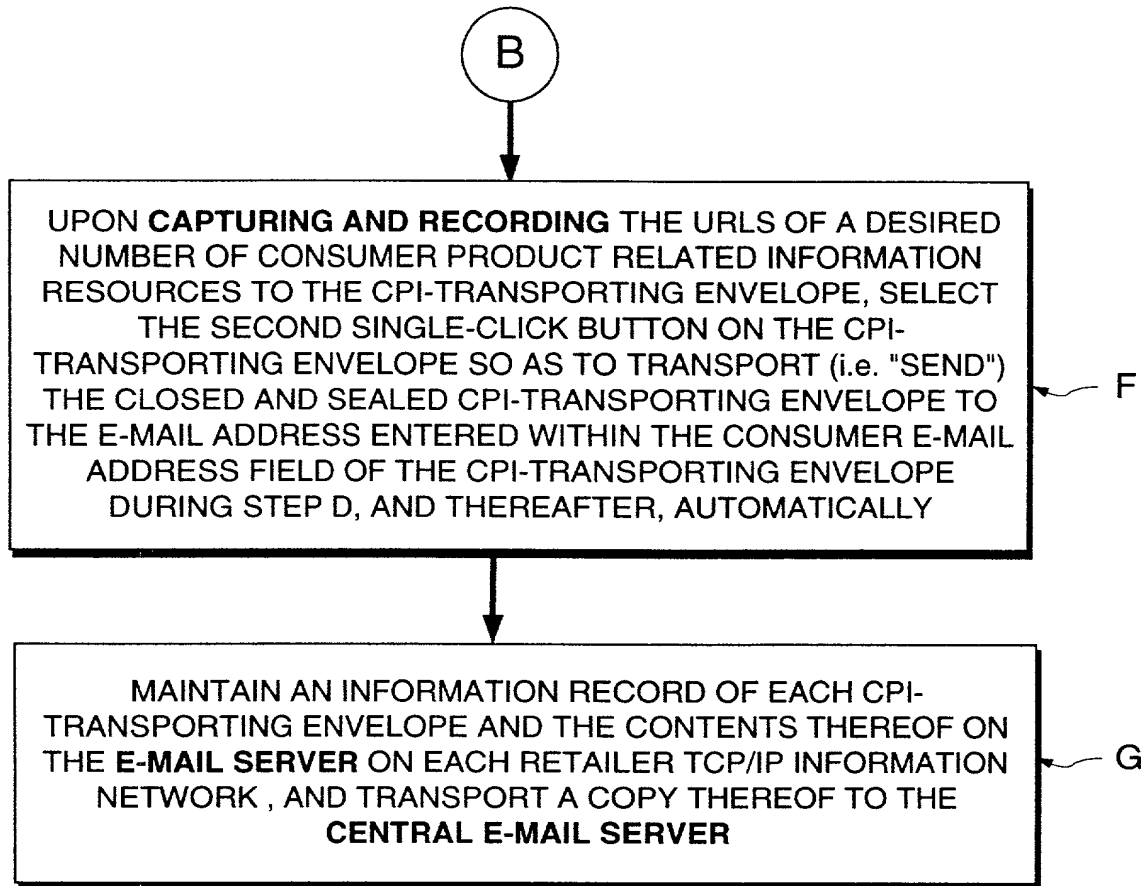 B
UPON CAPTURING AND RECORDING THE URLS OF A DESIRED
NUMBER OF CONSUMER PRODUCT RELATED INFORMATION
RESOURCES TO THE CPI-TRANSPORTING ENVELOPE, SELECT
THE SECOND SINGLE-CLICK BUTTON ON THE CPI-
TRANSPORTING ENVELOPE SO AS TO TRANSPORT (i.e. "SEND")
THE CLOSED AND SEALED CPI-TRANSPORTING ENVELOPE TO
THE E-MAIL ADDRESS ENTERED WITHIN THE CONSUMER E-MAIL
ADDRESS FIELD OF THE CPI-TRANSPORTING ENVELOPE
DURING STEP D, AND THEREAFTER, AUTOMATICALLY
F
MAINTAIN AN INFORMATION RECORD OF EACH CPI-
TRANSPORTING ENVELOPE AND THE CONTENTS THEREOF ON
THE E-MAIL SERVER ON EACH RETAILER TCP/IP INFORMATION
NETWORK , AND TRANSPORT A COPY THEREOF TO THE
CENTRAL E-MAIL SERVER
G